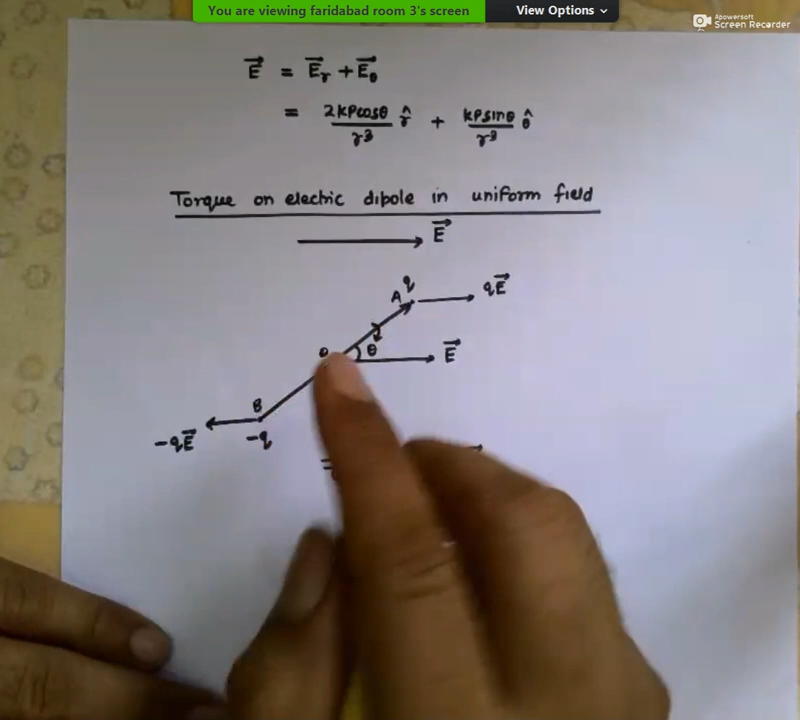 You are viewing faridabad room 3's screen View Options
Apowersoft
Screen Recorder
E⃗ = E⃗r + E⃗θ
= 2KPcosθ/r³ r̂ + KPsinθ/r³ θ̂
Torque on electric dipole in uniform field
E⃗
A q qE⃗
O θ E⃗
B
-qE⃗ -q
=